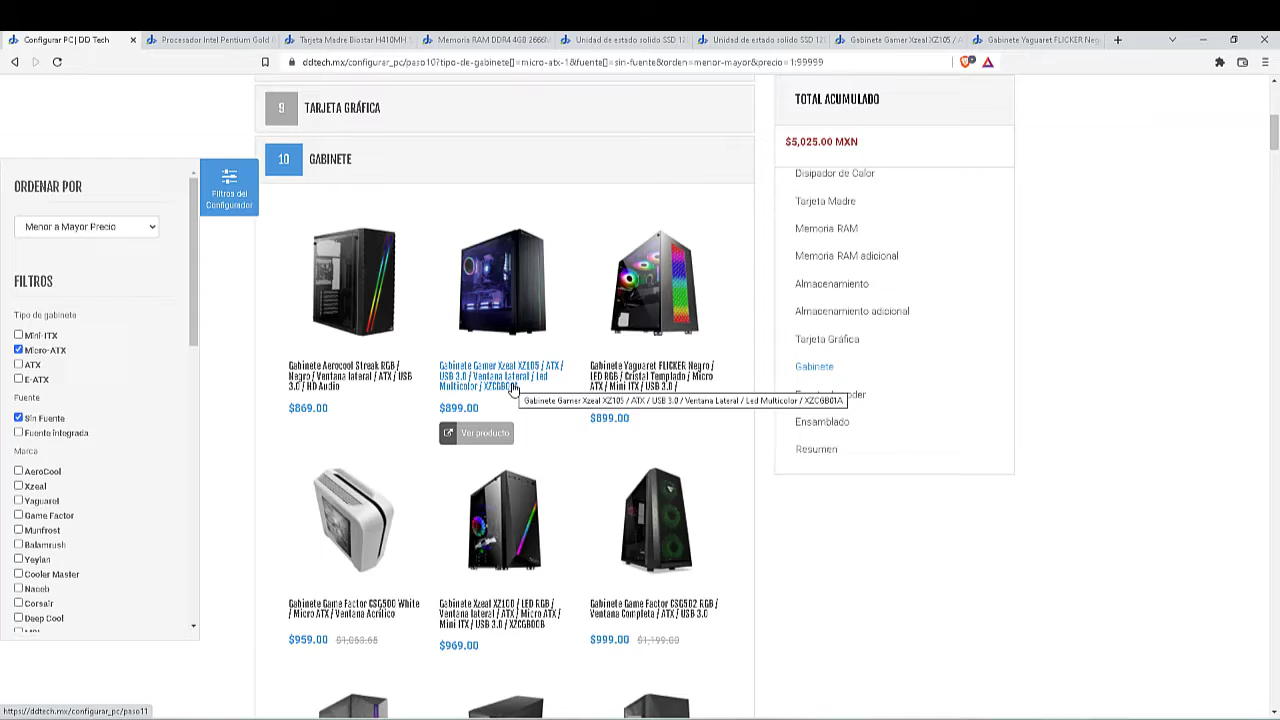 Configurar PC | DD Tech
Procesador Intel Pentium Gold
Tarjeta Madre Biostar H410MH
Memoria RAM DDR4 4GB 2666M
Unidad de estado solido SSD 12
Unidad de estado solido SSD 12
Gabinete Gamer Xzeal XZ105 / A
Gabinete Yaguaret FLICKER Neg
ddtech.mx/configurar_pc/paso10?tipo-de-gabinete[]=micro-atx-1&fuente[]=sin-fuente&orden=menor-mayor&precio=1:99999
9 TARJETA GRÁFICA
10 GABINETE
TOTAL ACUMULADO
$5,025.00 MXN
Disipador de Calor
Tarjeta Madre
Memoria RAM
Memoria RAM adicional
Almacenamiento
Almacenamiento adicional
Tarjeta Gráfica
Gabinete
Ensamblado
Resumen
ORDENAR POR
Menor a Mayor Precio
FILTROS
Tipo de gabinete
Mini-ITX
Micro-ATX
ATX
E-ATX
Fuente
Sin Fuente
Fuente integrada
Marca
AeroCool
Xzeal
Yaguaret
Game Factor
Munfrost
Balamrush
Yeyian
Cooler Master
Naceb
Corsair
Deep Cool
Filtros del
Configurador
Gabinete Aerocool Streak RGB /
Negro / Ventana lateral / ATX / USB
3.0 / HD Audio
$869.00
Gabinete Gamer Xzeal XZ105 / ATX /
USB 3.0 / Ventana lateral / Led
Multicolor /
$899.00
Ver producto
Gabinete Yaguaret FLICKER Negro /
LED RGB / Cristal Templado / Micro
ATX / Mini ITX / USB 3.0 /
$899.00
Gabinete Gamer Xzeal XZ105 / ATX / USB 3.0 / Ventana Lateral / Led Multicolor / XZCGB01A
Gabinete Game Factor CSG500 White
/ Micro ATX / Ventana Acrílico
$959.00 $1,053.65
Gabinete Xzeal XZ100 / LED RGB /
Ventana lateral / ATX / Micro ATX /
Mini ITX / USB 3.0 / XZCGB00B
$969.00
Gabinete Game Factor CSG502 RGB /
Ventana Completa / ATX / USB 3.0
$999.00 $1,199.00
https://ddtech.mx/configurar_pc/paso11